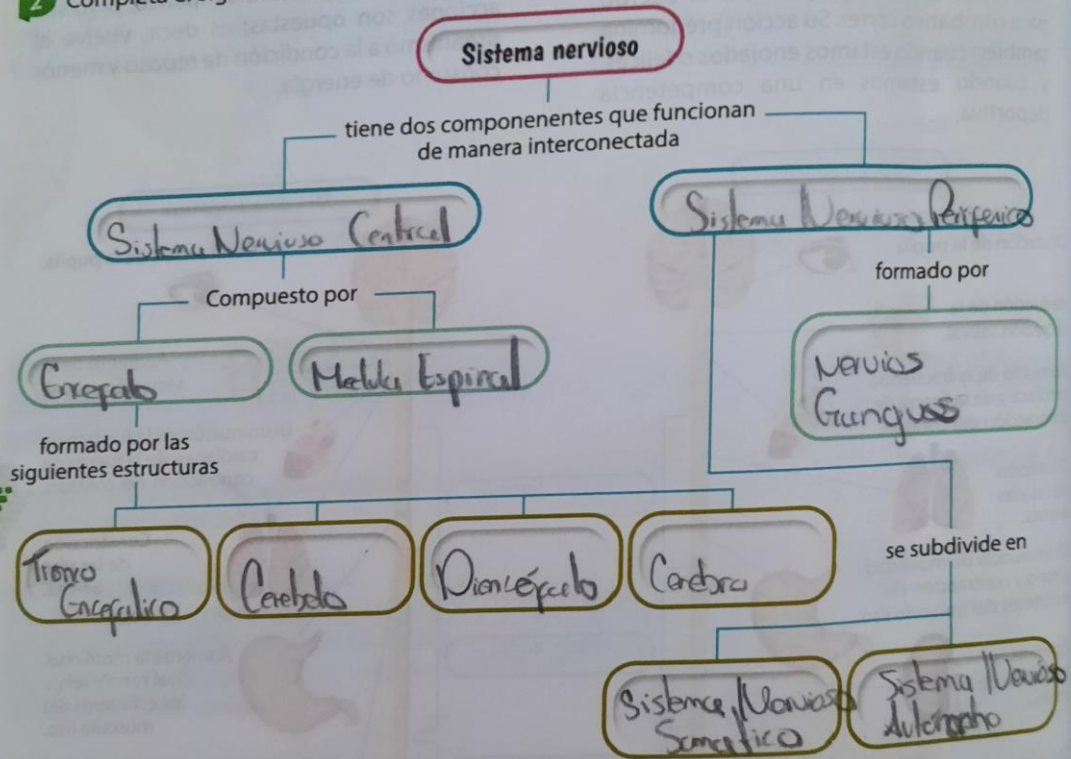 2
Sistema nervioso
tiene dos componenentes que funcionan
de manera interconectada
Sistema Nervioso Central
Sistema Nervioso Periferico
Compuesto por
formado por
Encefalo
Medula Espinal
Nervios
Ganguos
formado por las
siguientes estructuras
se subdivide en
Tronco
Encefalico
Cerebelo
Diencéfalo
Cerebro
Sistema Nervioso
Somatico
Sistema Nervioso